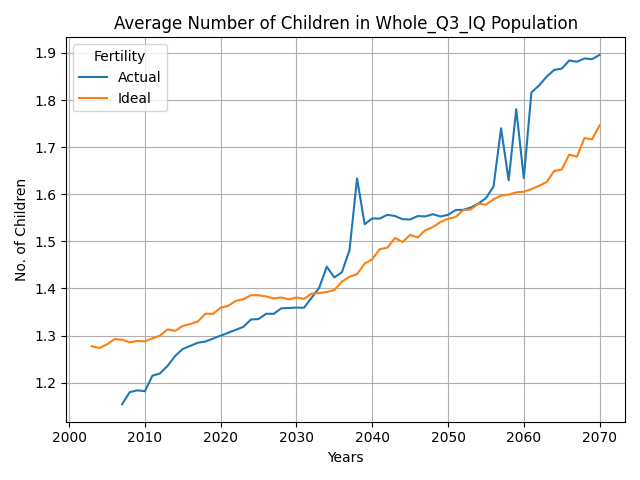 Average Number of Children in Whole_Q3_IQ Population
Fertility
Actual
Ideal
No. of Children
1.9
1.8
1.7
1.6
1.5
1.4
1.3
1.2
2000 2010 2020 2030 2040 2050 2060 2070
Years